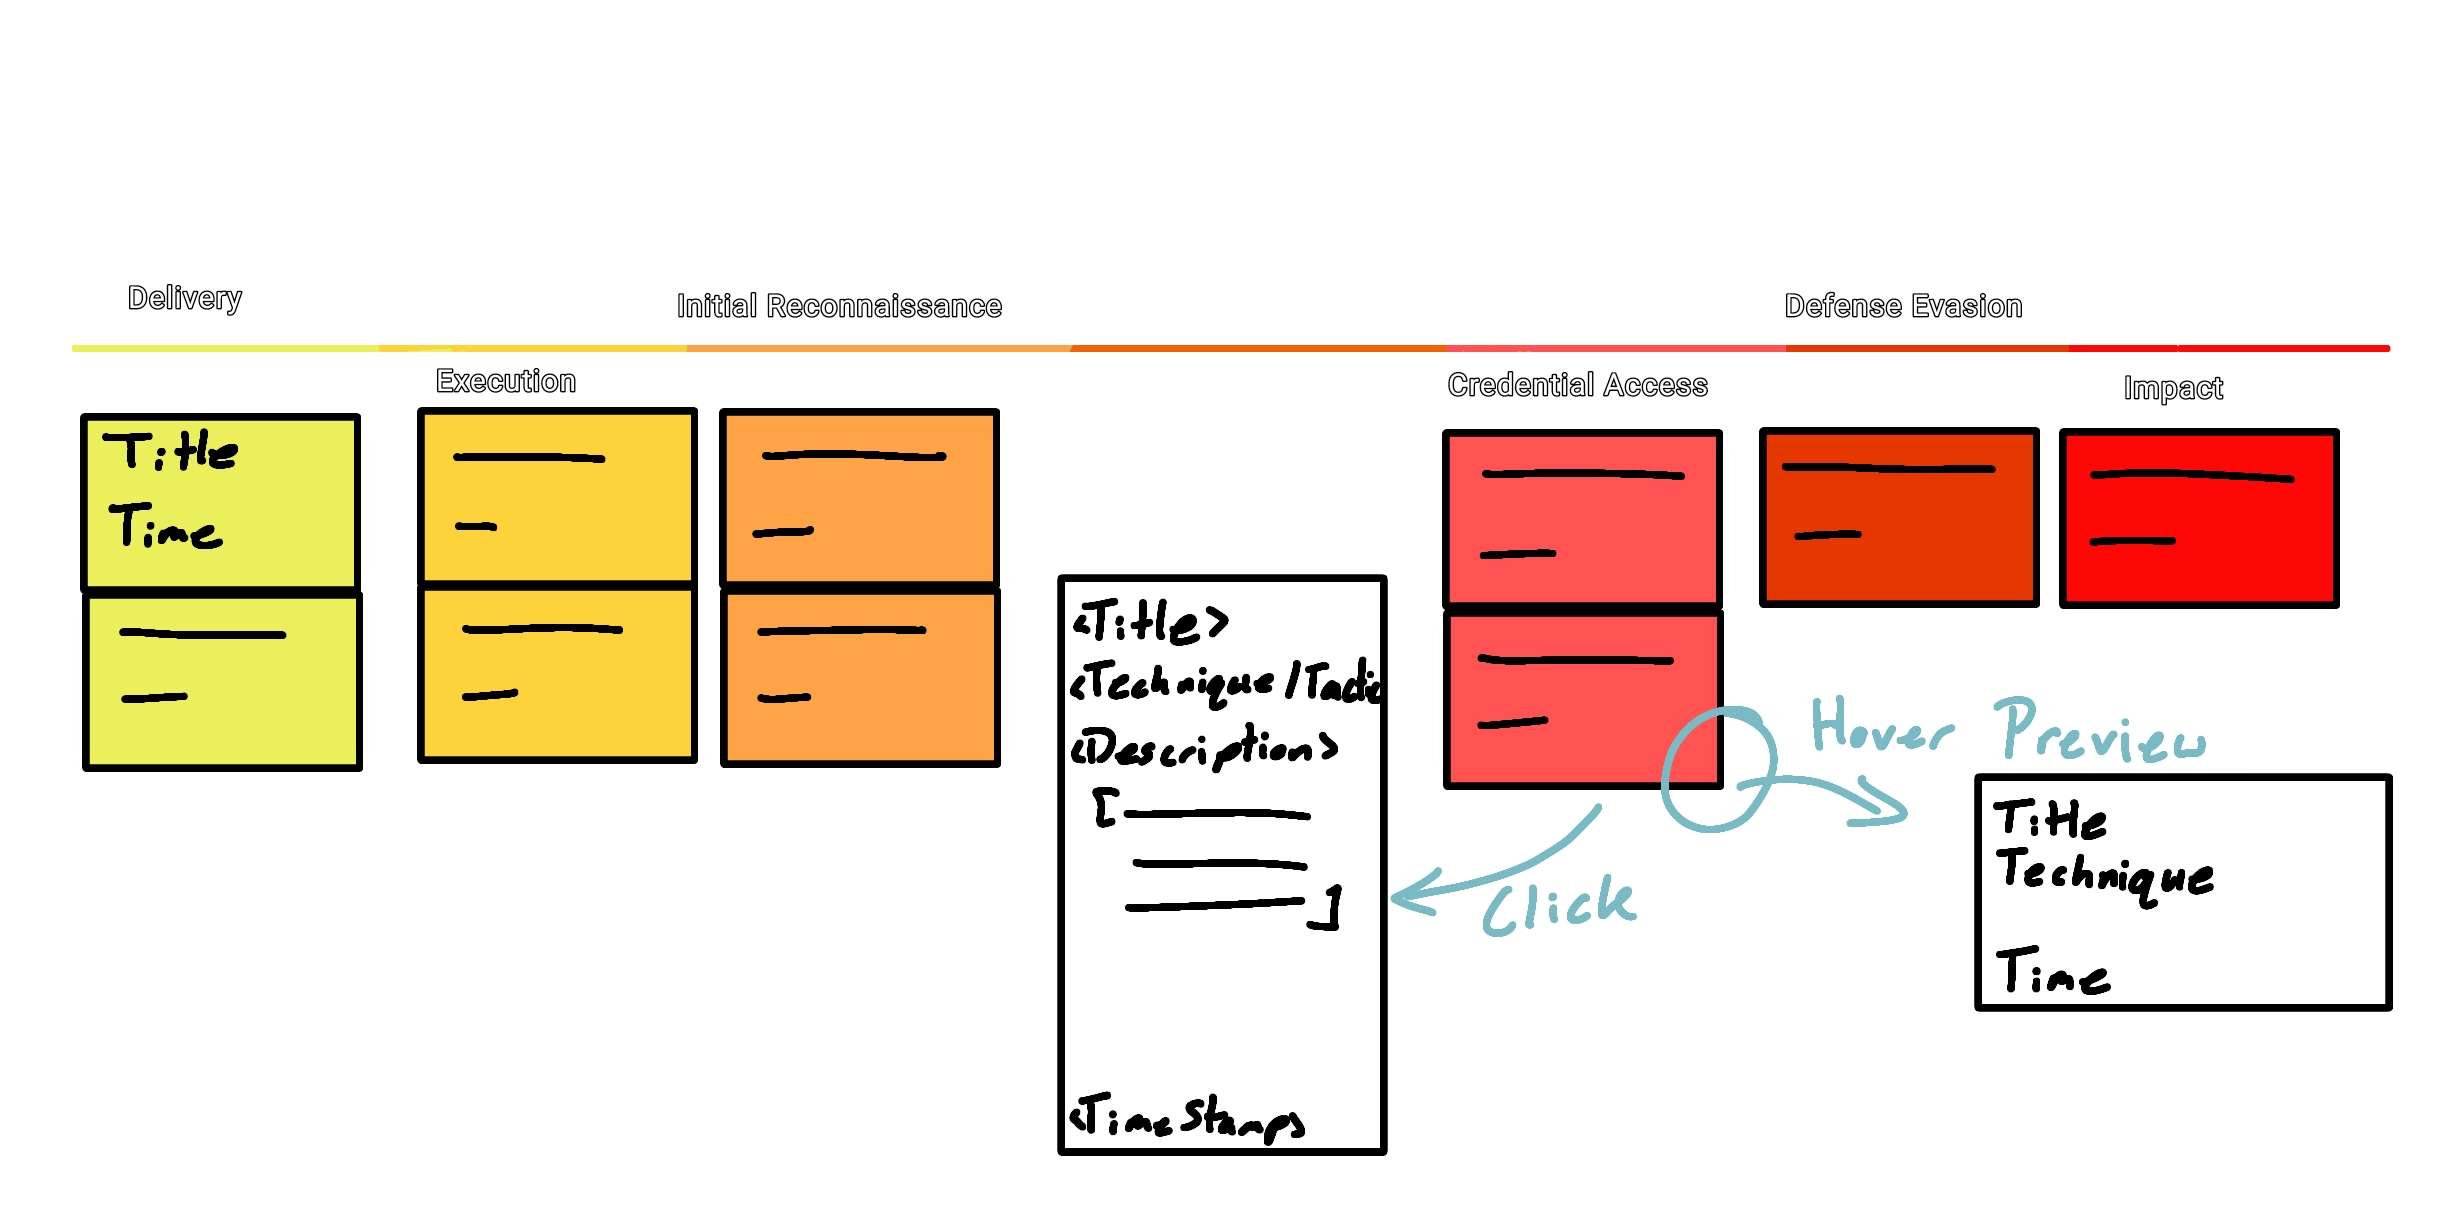 Delivery
Initial Reconnaissance
Defense Evasion
Execution
Credential Access
Impact
Title
Time
<Title>
<Technique/Tactic
<Description>
[
]
<TimeStamp>
Click
Hover Preview
Title
Technique
Time